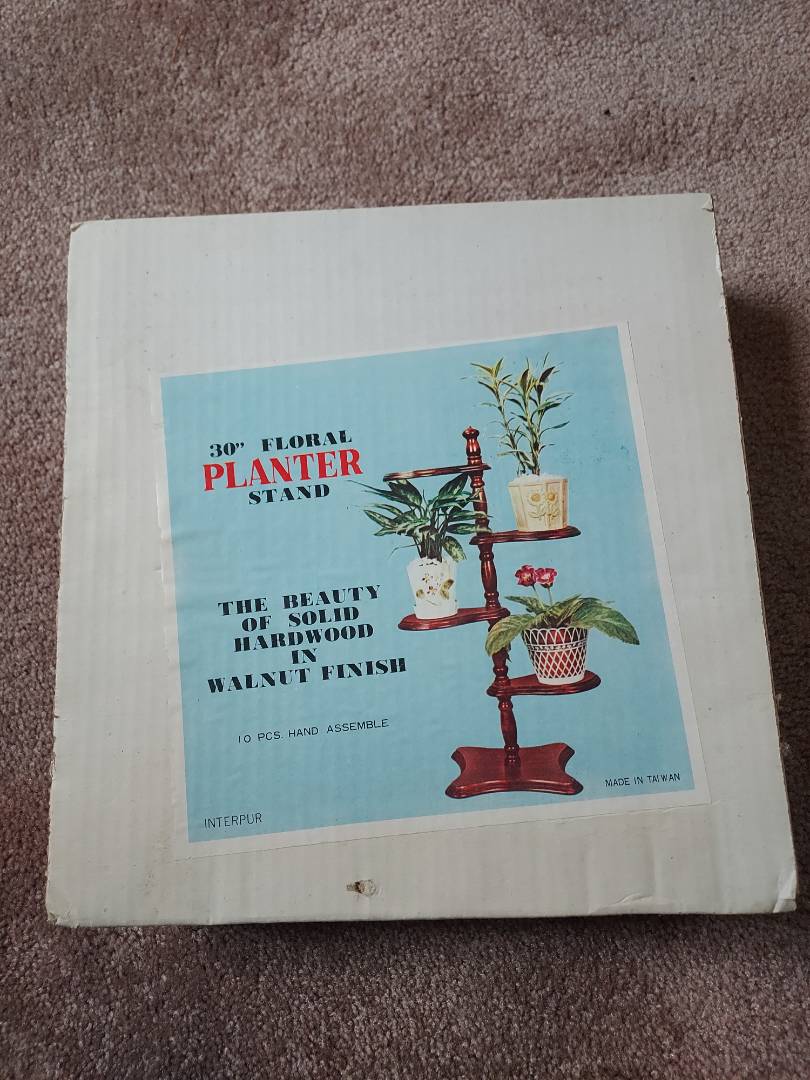 30” FLORAL
PLANTER
STAND
THE BEAUTY
OF SOLID
HARDWOOD
IN
WALNUT FINISH
10 PCS. HAND ASSEMBLE
INTERPUR
MADE IN TAIWAN